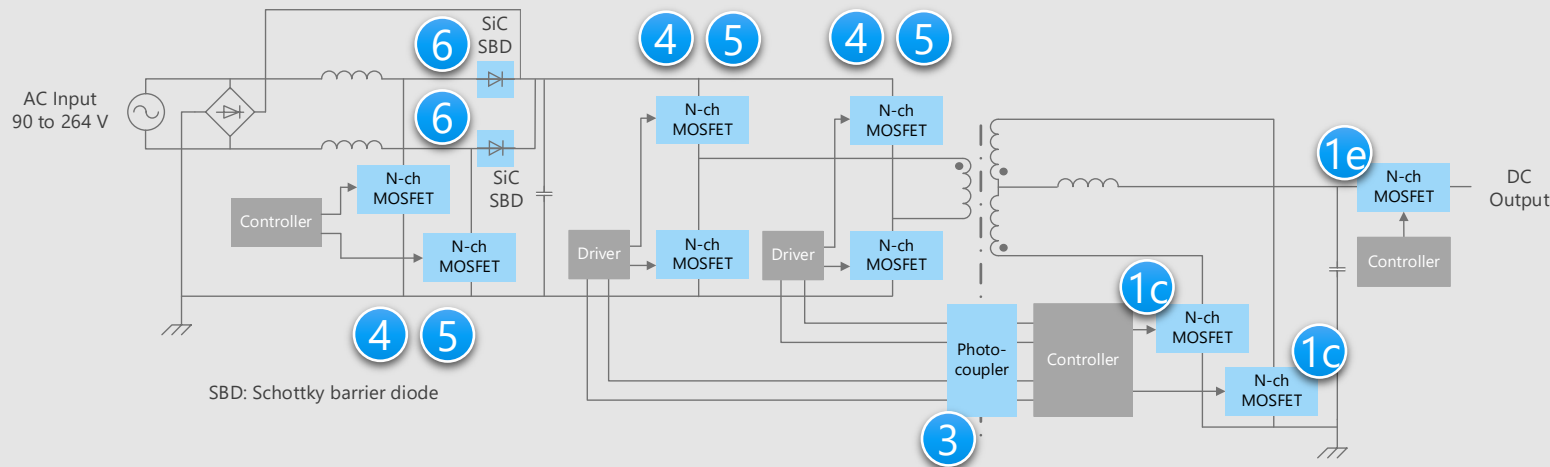 SiC
SBD
6
4
5
4
5
AC Input
90 to 264 V
N-ch
MOSFET
N-ch
MOSFET
6
SiC
SBD
1e
N-ch
MOSFET
DC
Output
N-ch
MOSFET
Controller
N-ch
MOSFET
Driver
N-ch
MOSFET
Driver
N-ch
MOSFET
Controller
4
5
1c
N-ch
MOSFET
Photo-
coupler
Controller
1c
N-ch
MOSFET
SBD: Schottky barrier diode
3